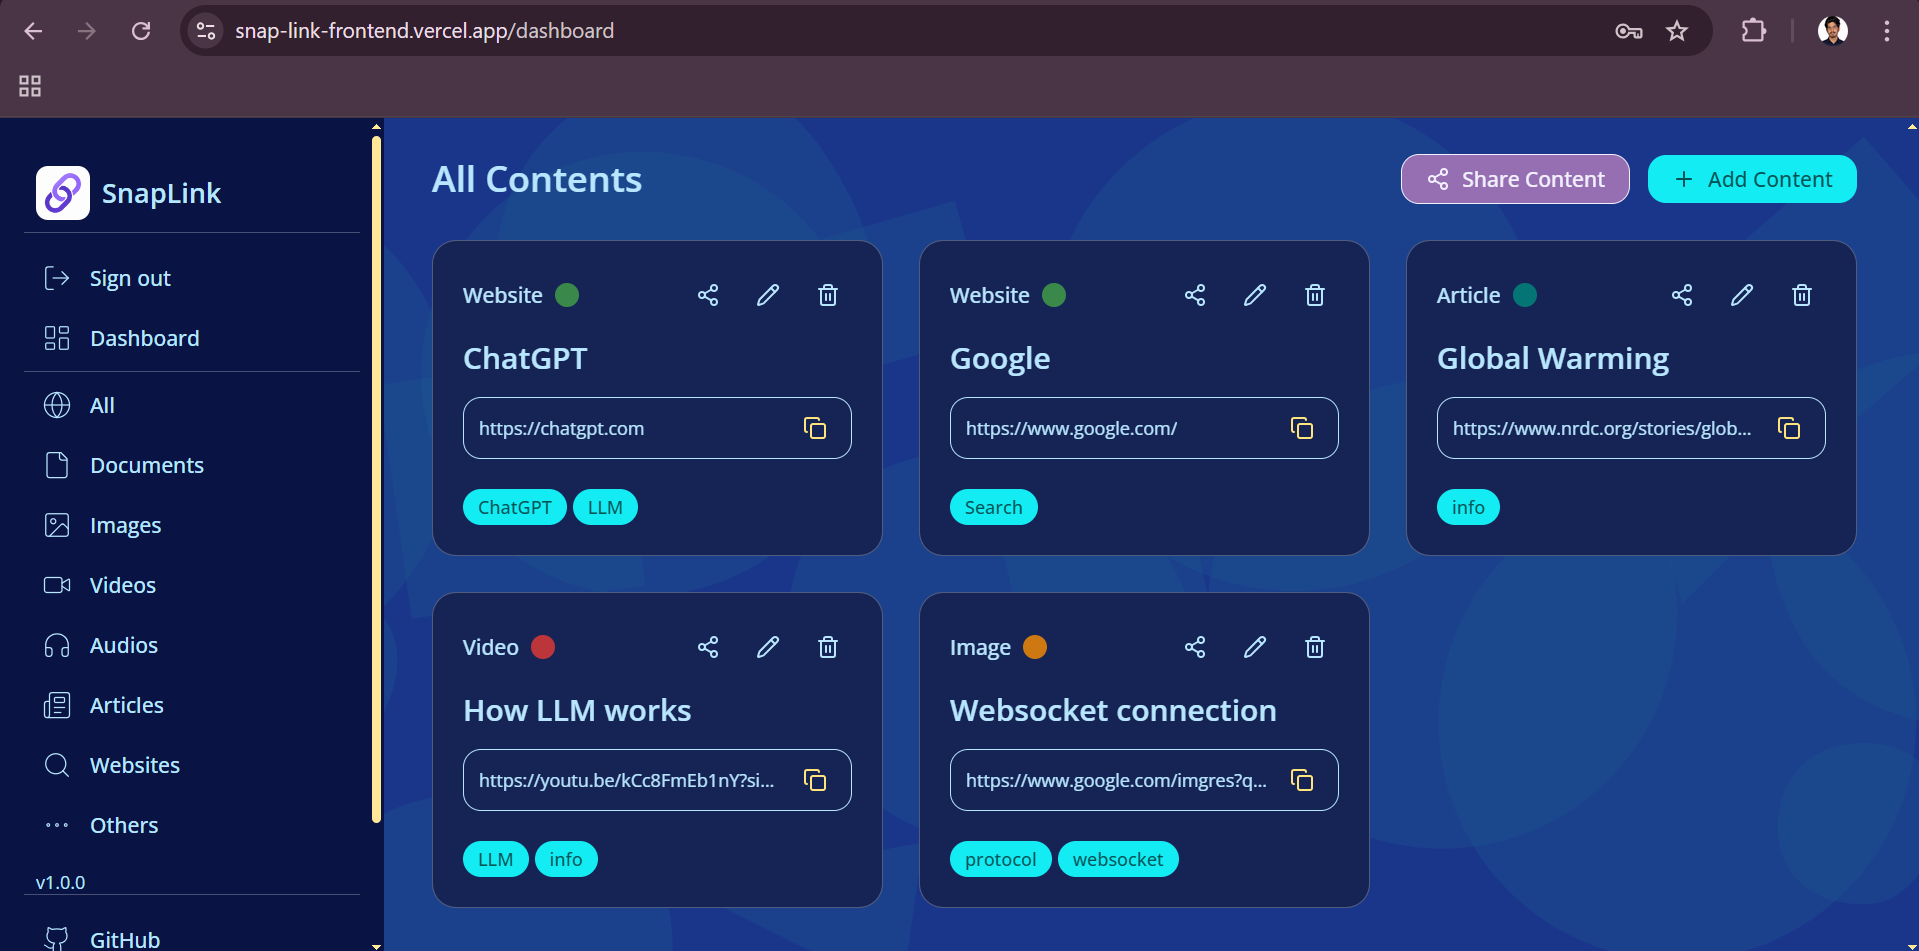 snap-link-frontend.vercel.app/dashboard
SnapLink
Sign out
Dashboard
All
Documents
Images
Videos
Audios
Articles
Websites
Others
v1.0.0
GitHub
All Contents
Share Content
Add Content
Website
ChatGPT
https://chatgpt.com
ChatGPT LLM
Website
Google
https://www.google.com/
Search
Article
Global Warming
https://www.nrdc.org/stories/glob...
info
Video
How LLM works
https://youtu.be/kCc8FmEb1nY?si...
LLM info
Image
Websocket connection
https://www.google.com/imgres?q...
protocol websocket